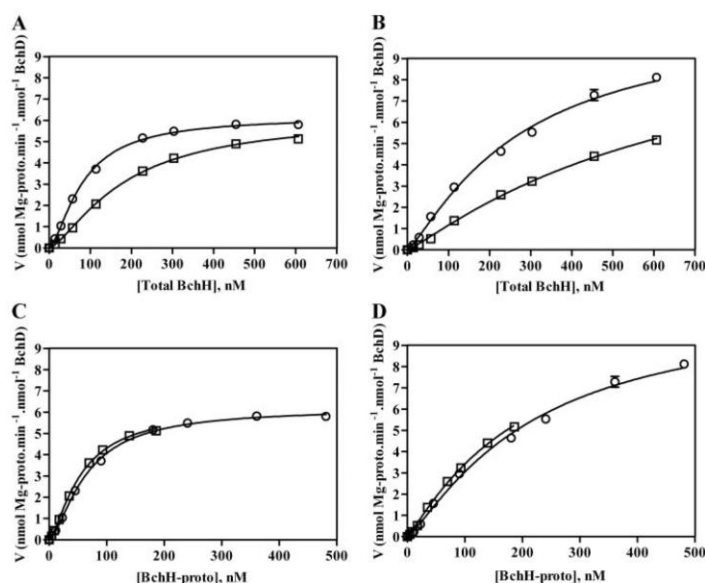 A
B
V (nmol Mg-proto.min⁻¹.nmol⁻¹ BchD)
9
8
7
6
5
4
3
2
1
0
0 100 200 300 400 500 600 700
[Total BchH], nM
V (nmol Mg-proto.min⁻¹.nmol⁻¹ BchD)
9
8
7
6
5
4
3
2
1
0
0 100 200 300 400 500 600 700
[Total BchH], nM
C
D
V (nmol Mg-proto.min⁻¹.nmol⁻¹ BchD)
9
8
7
6
5
4
3
2
1
0
0 100 200 300 400 500
[BchH-proto], nM
V (nmol Mg-proto.min⁻¹.nmol⁻¹ BchD)
9
8
7
6
5
4
3
2
1
0
0 100 200 300 400 500
[BchH-proto], nM